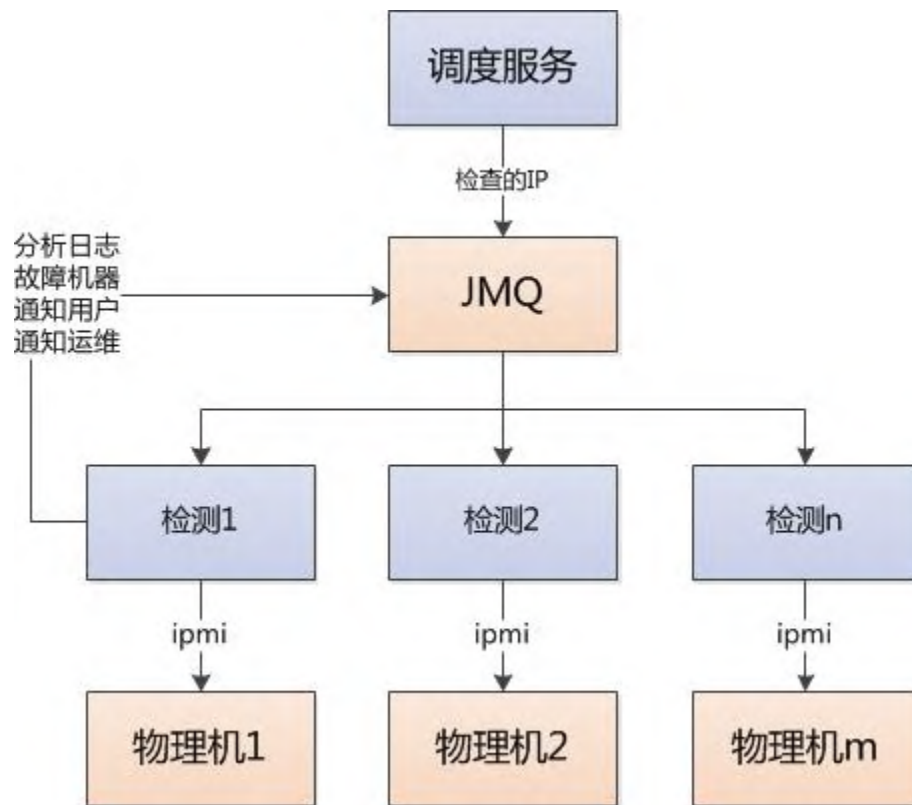 调度服务
检查的IP
分析日志
故障机器
通知用户
通知运维
JMQ
检测1
检测2
检测n
ipmi
ipmi
ipmi
物理机1
物理机2
物理机m